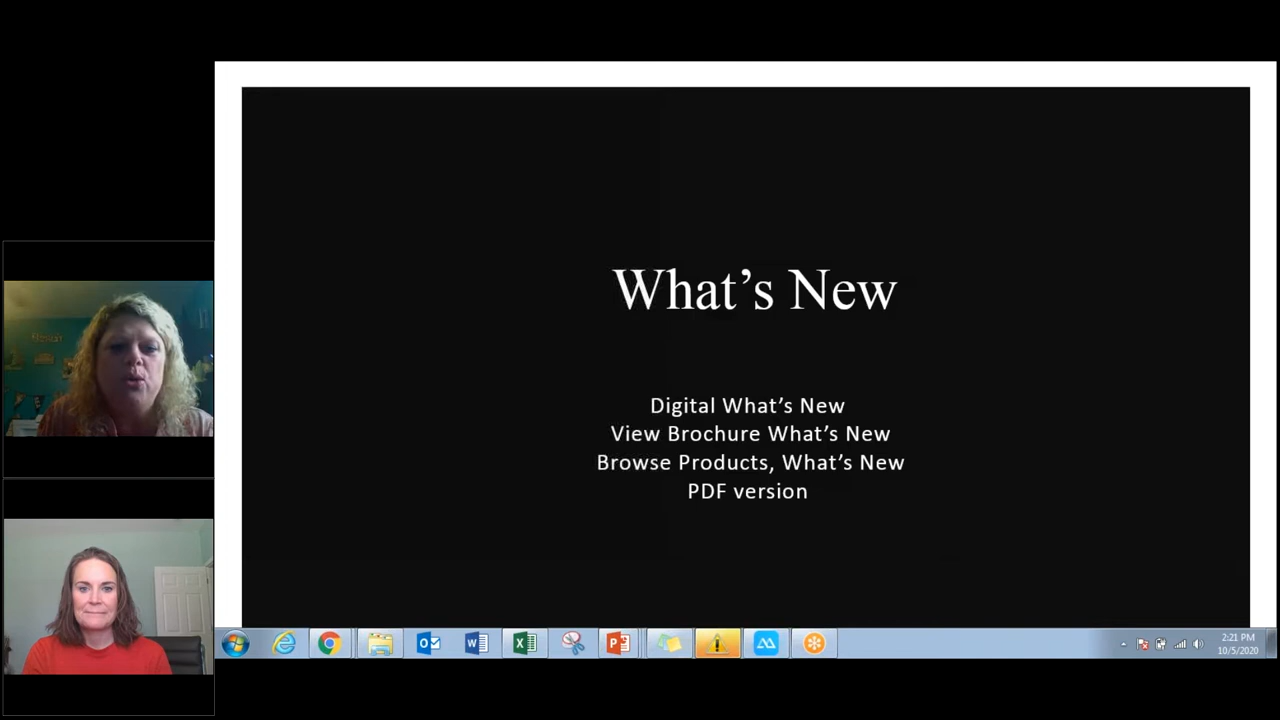 What’s New
Digital What’s New
View Brochure What’s New
Browse Products, What’s New
PDF version
2:21 PM
10/5/2020